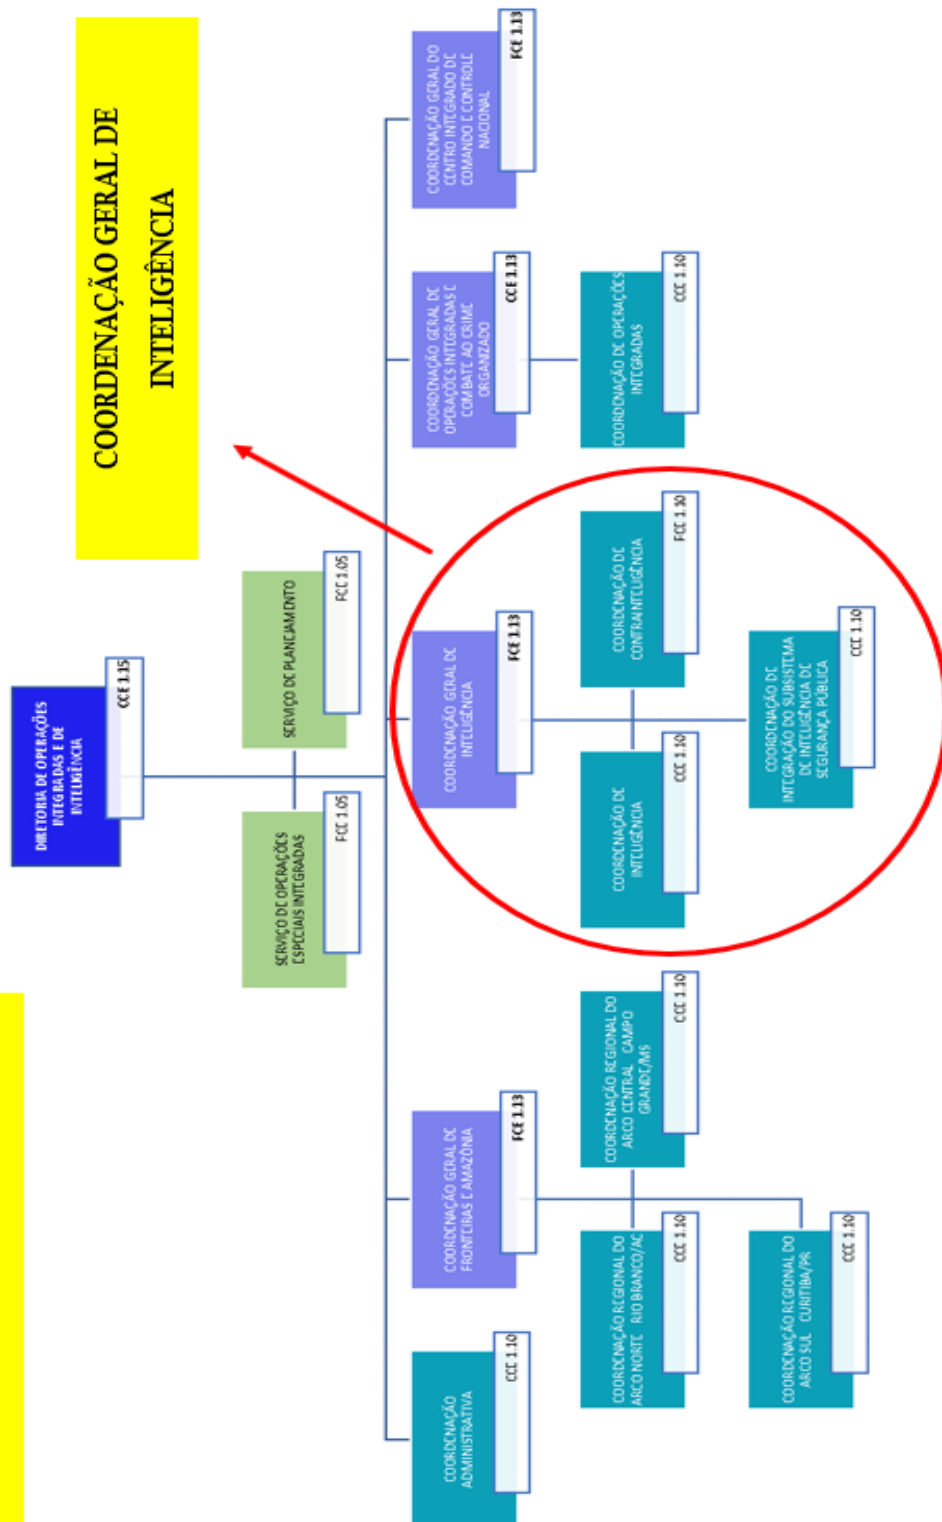 COORDENAÇÃO GERAL DE
INTELIGÊNCIA
DIRETORIA DE OPERAÇÕES
INTEGRADAS E DE
INTELIGÊNCIA
CCE 1.15
SERVIÇO DE OPERAÇÕES
ESPECIAIS INTEGRADAS
FCE 1.05
SERVIÇO DE PLANEJAMENTO
FCE 1.05
COORDENAÇÃO
ADMINISTRATIVA
CCE 1.10
COORDENAÇÃO GERAL DE
FRONTEIRAS E AMAZÔNIA
FCE 1.13
COORDENAÇÃO GERAL DE
INTELIGÊNCIA
FCE 1.13
COORDENAÇÃO GERAL DE
OPERAÇÕES INTEGRADAS E
COMBATE AO CRIME
ORGANIZADO
CCE 1.13
COORDENAÇÃO GERAL DO
CENTRO INTEGRADO DE
COMANDO E CONTROLE
NACIONAL
FCE 1.13
COORDENAÇÃO REGIONAL DO
ARCO NORTE RIO BRANCO/AC
CCE 1.10
COORDENAÇÃO REGIONAL DO
ARCO CENTRAL CAMPO
GRANDE/MS
CCE 1.10
COORDENAÇÃO DE
INTELIGÊNCIA
CCE 1.10
COORDENAÇÃO DE
CONTRAINTELIGÊNCIA
FCE 1.10
COORDENAÇÃO DE OPERAÇÕES
INTEGRADAS
CCE 1.10
COORDENAÇÃO REGIONAL DO
ARCO SUL CURITIBA/PR
CCE 1.10
COORDENAÇÃO DE
INTEGRAÇÃO DO SUBSISTEMA
DE INTELIGÊNCIA DE
SEGURANÇA PÚBLICA
CCE 1.10